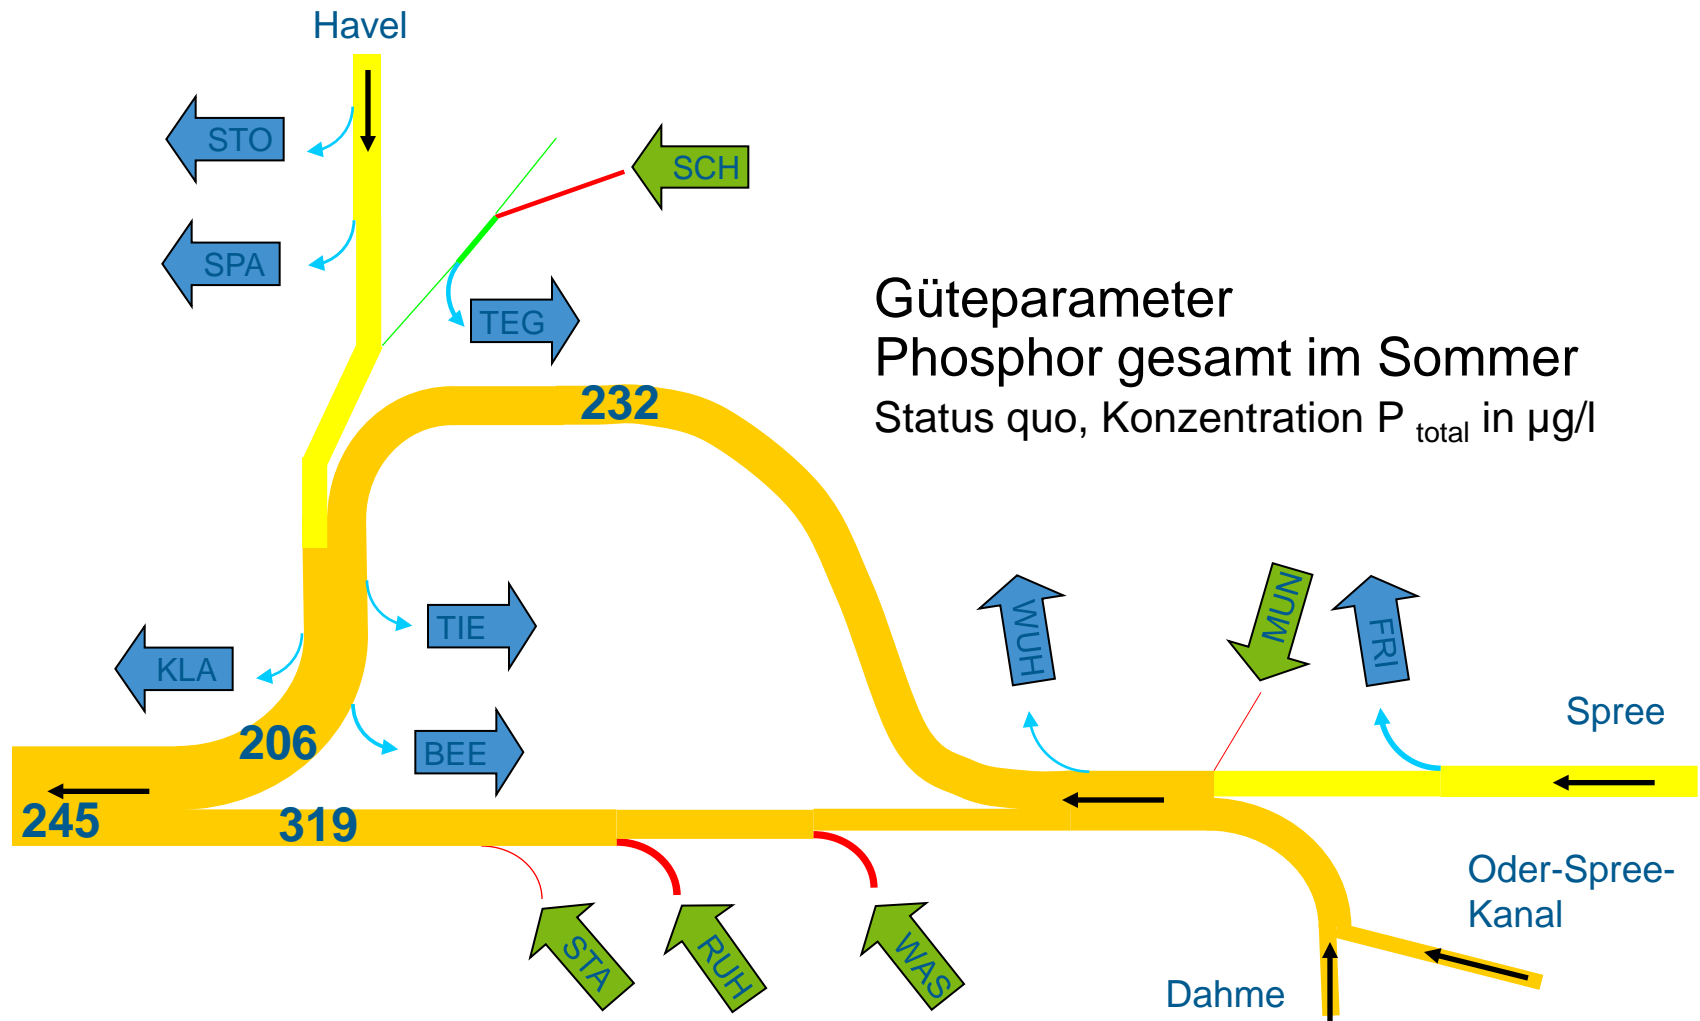 Havel
STO
SCH
SPA
TEG
Güteparameter
Phosphor gesamt im Sommer
Status quo, Konzentration P total in µg/l
232
WUH
MUN
FRI
TIE
KLA
Spree
206
BEE
245
319
Oder-Spree-
Kanal
STA
RUH
WAS
Dahme